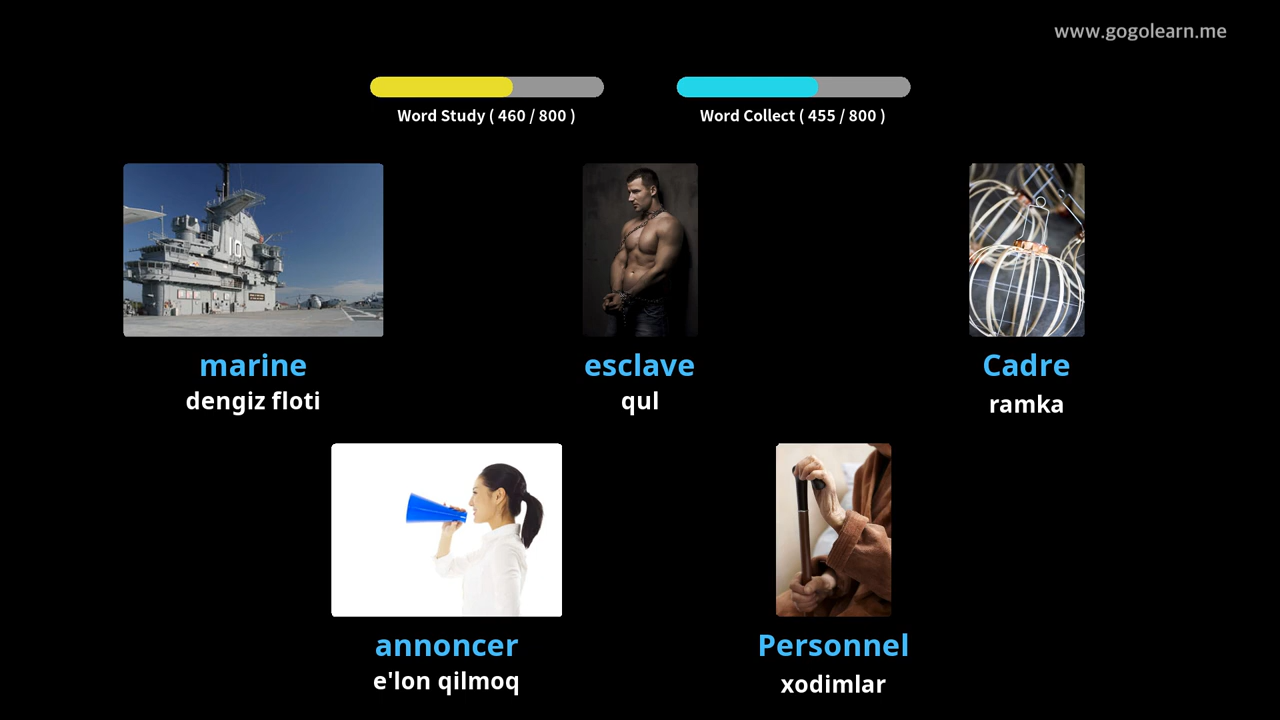 www.gogolearn.me
Word Study ( 460 / 800 )
Word Collect ( 455 / 800 )
10
marine
dengiz floti
esclave
qul
Cadre
ramka
annoncer
e'lon qilmoq
Personnel
xodimlar